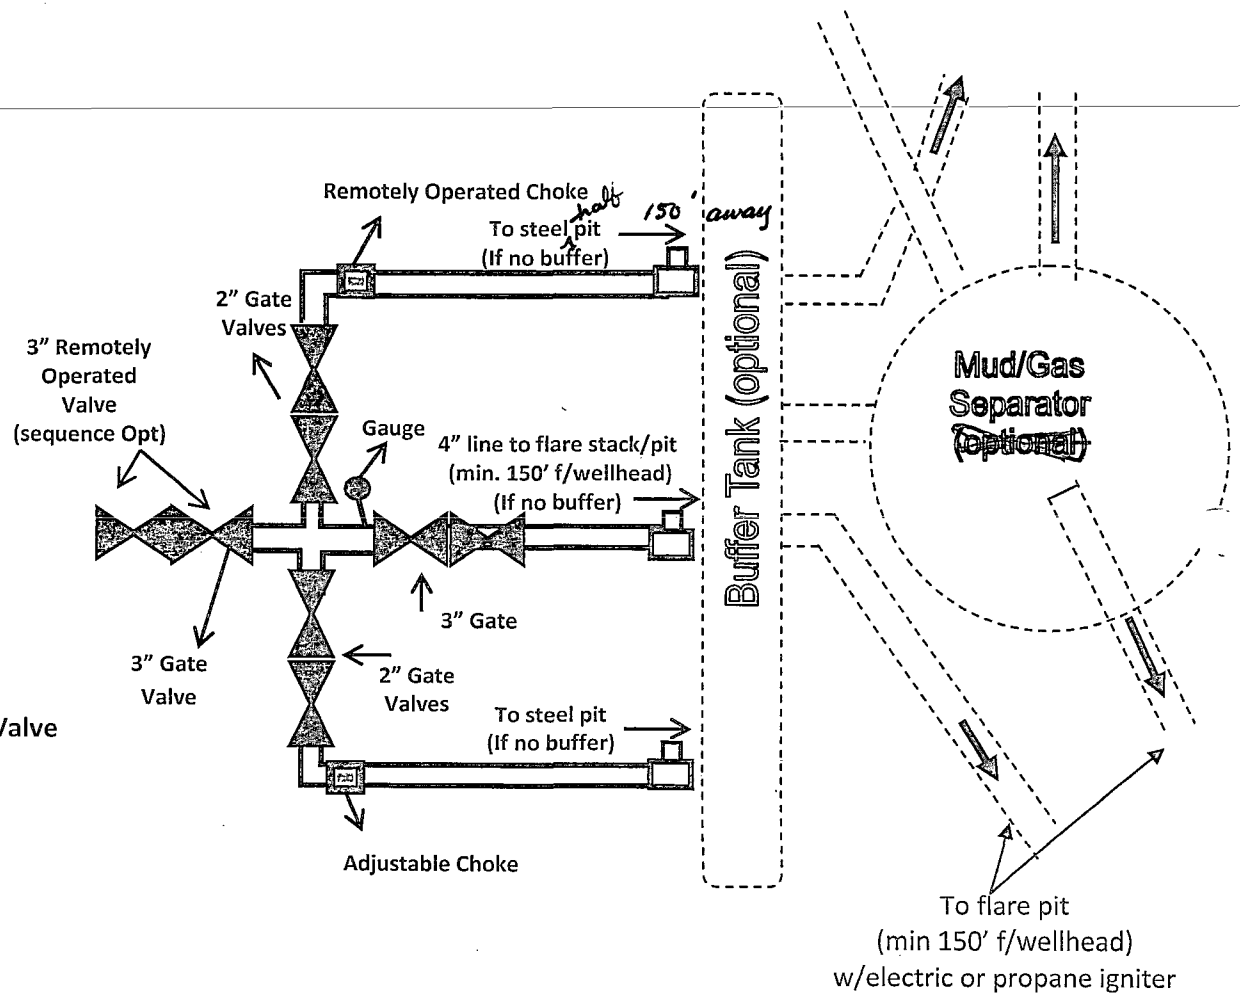 Remotely Operated Choke
half
To steel pit
(If no buffer)
150' away
2" Gate
Valves
3" Remotely
Operated
Valve
(sequence Opt)
Gauge
4" line to flare stack/pit
(min. 150' f/wellhead)
(If no buffer)
Buffer Tank (optional)
Mud/Gas
Separator
(optional)
3" Gate
3" Gate
Valve
2" Gate
Valves
Valve
To steel pit
(If no buffer)
Adjustable Choke
To flare pit
(min 150' f/wellhead)
w/electric or propane igniter